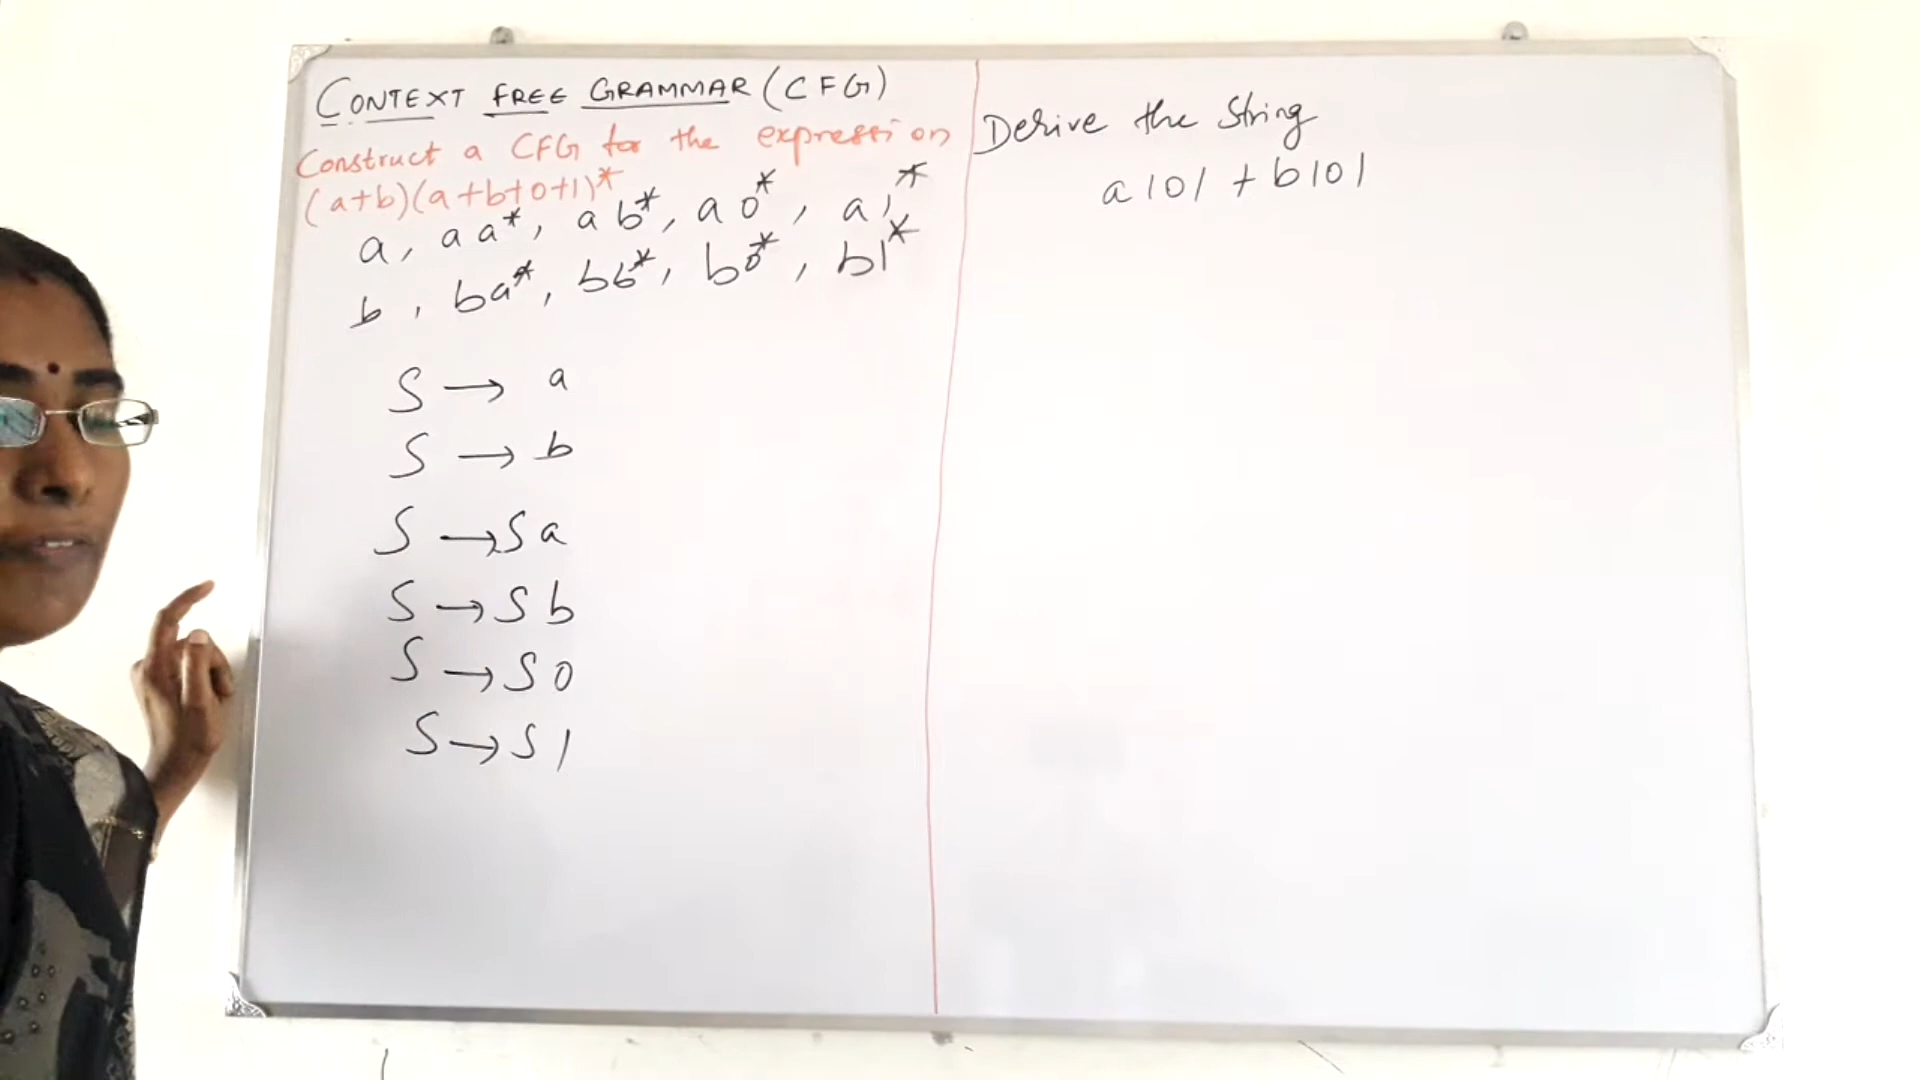 CONTEXT FREE GRAMMAR (CFG)
Construct a CFG for the expression
(a+b)(a+b+0+1)*
a, aa*, ab*, a0*, a1*
b, ba*, bb*, b0*, b1*
S → a
S → b
S → Sa
S → Sb
S → S0
S → S1
Derive the String
a101 + b101